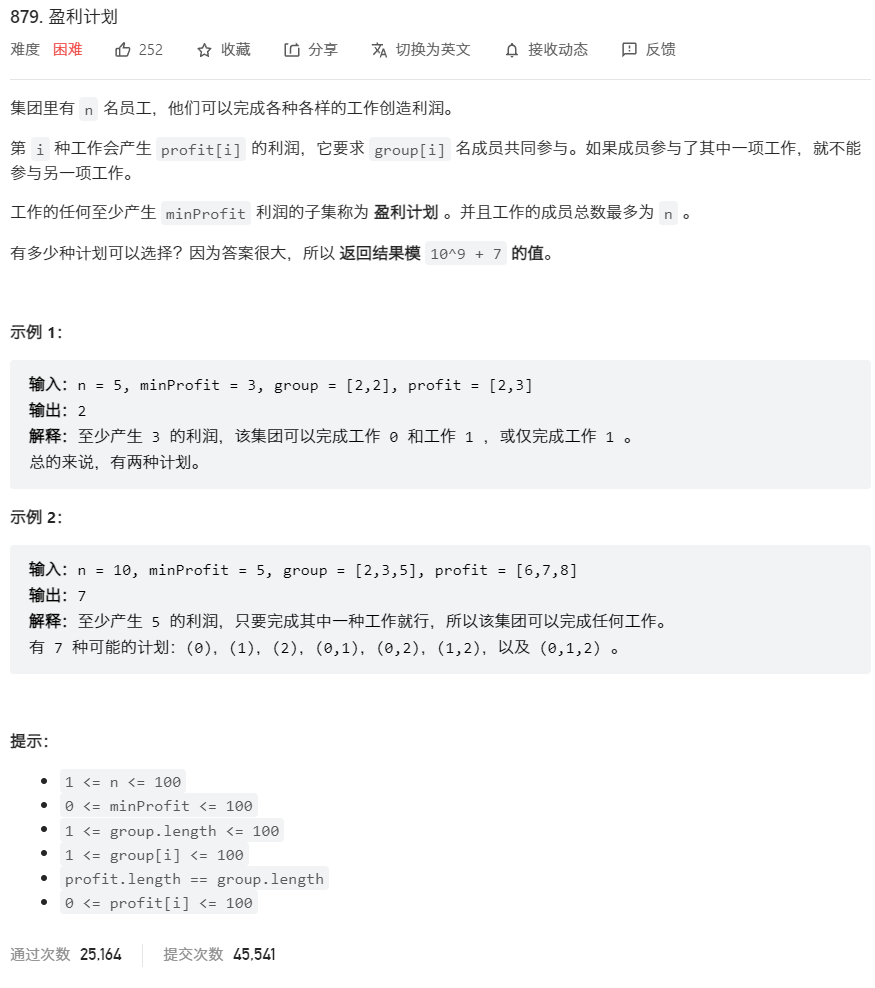 879. 盈利计划
难度 困难 252 收藏 分享 切换为英文 接收动态 反馈
集团里有 n 名员工，他们可以完成各种各样的工作创造利润。
第 i 种工作会产生 profit[i] 的利润，它要求 group[i] 名成员共同参与。如果成员参与了其中一项工作，就不能
参与另一项工作。
工作的任何至少产生 minProfit 利润的子集称为 盈利计划 。并且工作的成员总数最多为 n 。
有多少种计划可以选择？因为答案很大，所以 返回结果模 10^9 + 7 的值。
示例 1：
输入：n = 5, minProfit = 3, group = [2,2], profit = [2,3]
输出：2
解释：至少产生 3 的利润，该集团可以完成工作 0 和工作 1 ，或仅完成工作 1 。
总的来说，有两种计划。
示例 2：
输入：n = 10, minProfit = 5, group = [2,3,5], profit = [6,7,8]
输出：7
解释：至少产生 5 的利润，只要完成其中一种工作就行，所以该集团可以完成任何工作。
有 7 种可能的计划：(0)，(1)，(2)，(0,1)，(0,2)，(1,2)，以及 (0,1,2) 。
提示：
1 <= n <= 100
0 <= minProfit <= 100
1 <= group.length <= 100
1 <= group[i] <= 100
profit.length == group.length
0 <= profit[i] <= 100
通过次数 25,164 提交次数 45,541